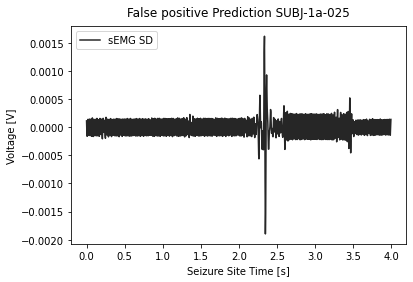 False positive Prediction SUBJ-1a-025
sEMG SD
0.0015
0.0010
0.0005
0.0000
−0.0005
−0.0010
−0.0015
−0.0020
Voltage [V]
0.0 0.5 1.0 1.5 2.0 2.5 3.0 3.5 4.0
Seizure Site Time [s]